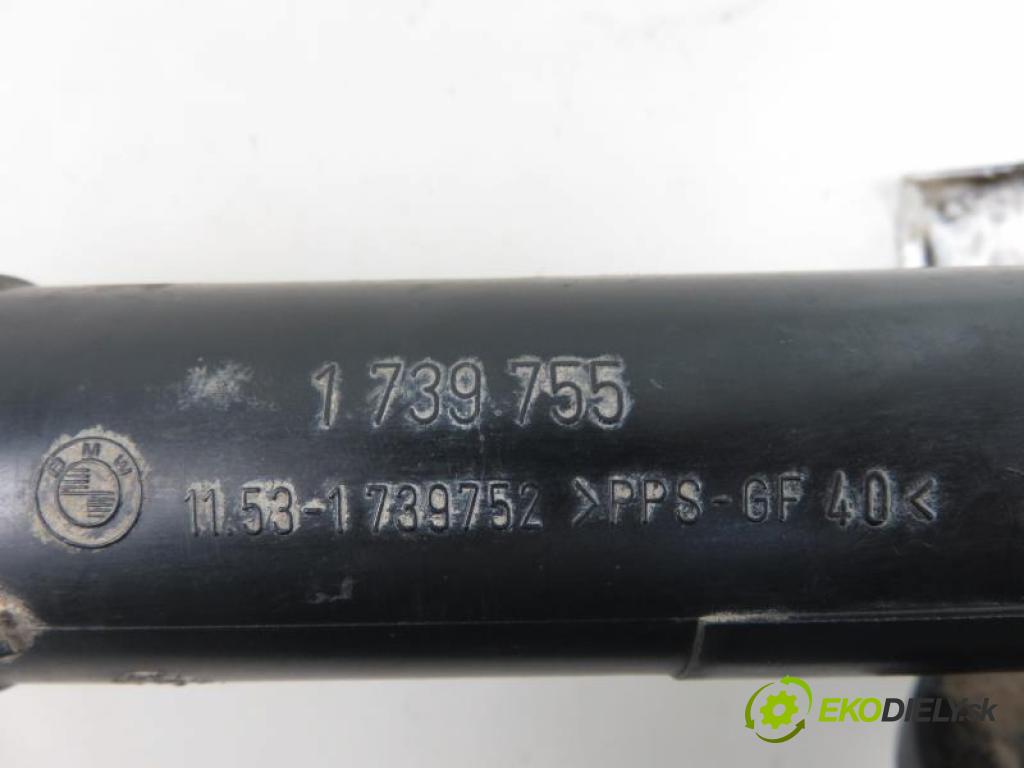 1 739 755
BMW
11.53-1 739752 >PPS-GF 40<
EKODIELY.sk